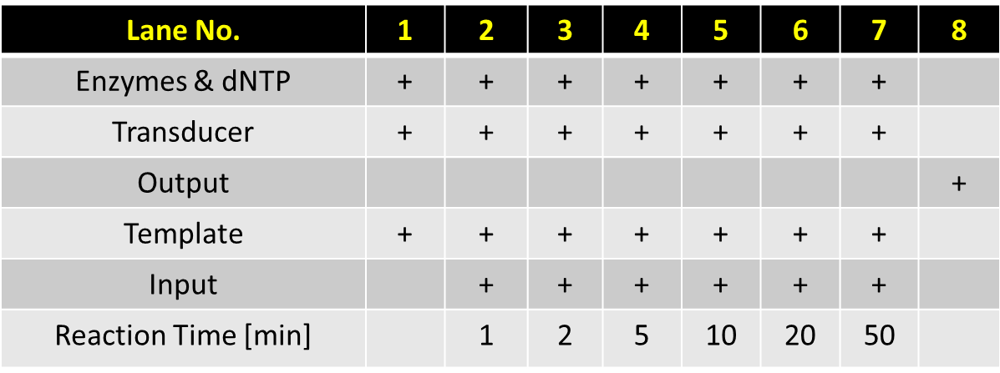 Lane No. 1 2 3 4 5 6 7 8
Enzymes & dNTP + + + + + + +
Transducer + + + + + + +
Output +
Template + + + + + + +
Input + + + + + +
Reaction Time [min] 1 2 5 10 20 50